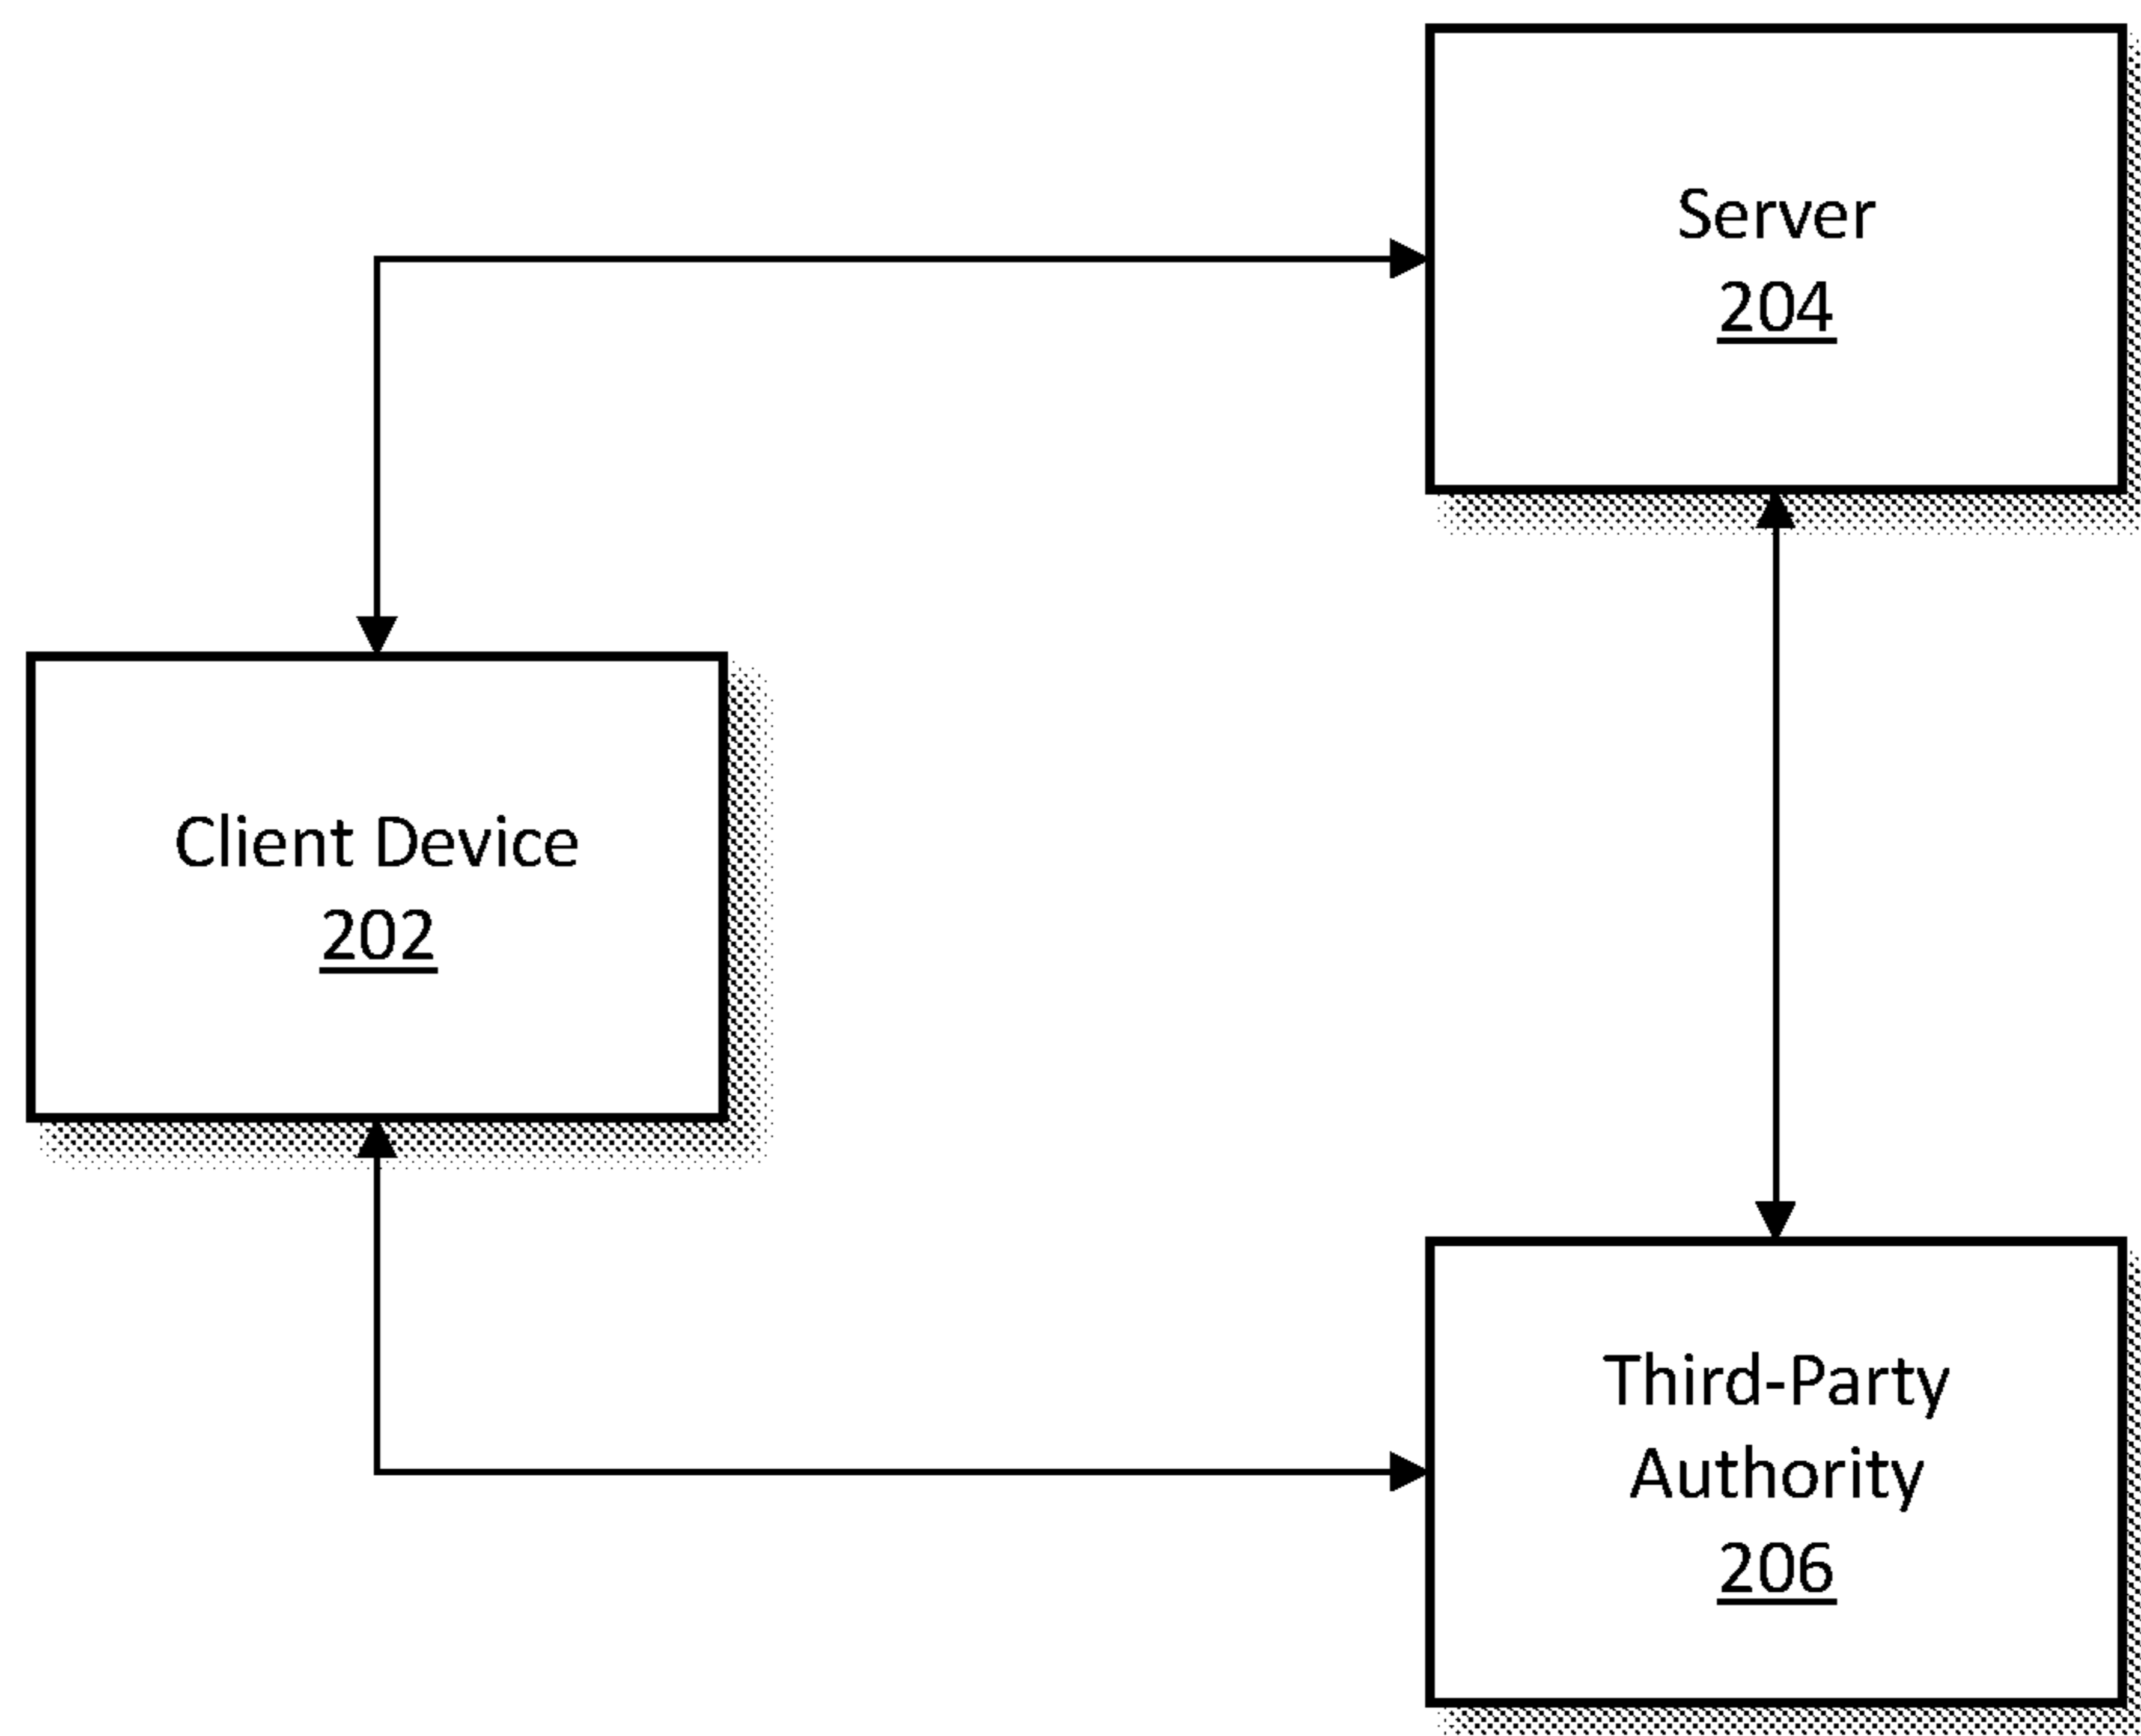 Server
204
Client Device
202
Third-Party
Authority
206